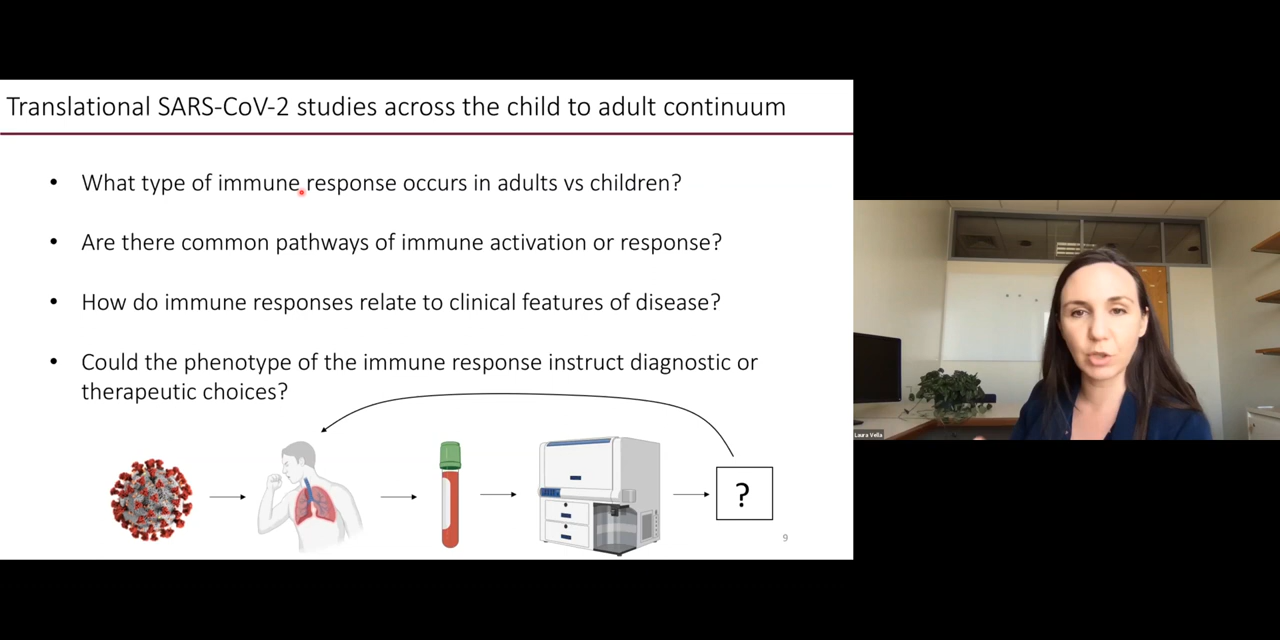 Translational SARS-CoV-2 studies across the child to adult continuum
• What type of immune response occurs in adults vs children?
• Are there common pathways of immune activation or response?
• How do immune responses relate to clinical features of disease?
• Could the phenotype of the immune response instruct diagnostic or
therapeutic choices?
?
9
Laura Vella